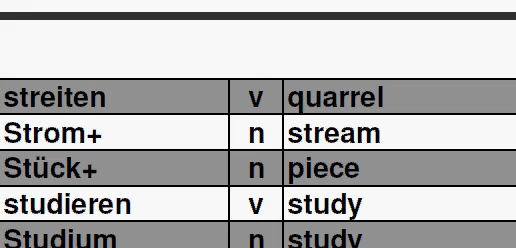 streiten v quarrel
Strom+ n stream
Stück+ n piece
studieren v study
Studium n study